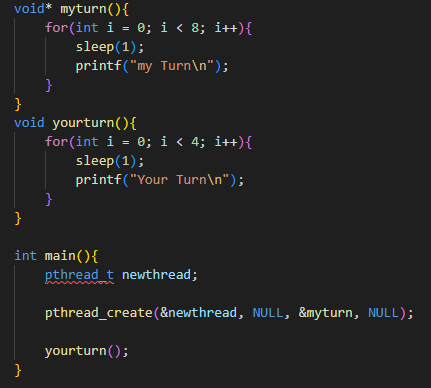 void* myturn(){
for(int i = 0; i < 8; i++){
sleep(1);
printf("my Turn\n");
}
}
void yourturn(){
for(int i = 0; i < 4; i++){
sleep(1);
printf("Your Turn\n");
}
}
int main(){
pthread_t newthread;
pthread_create(&newthread, NULL, &myturn, NULL);
yourturn();
}